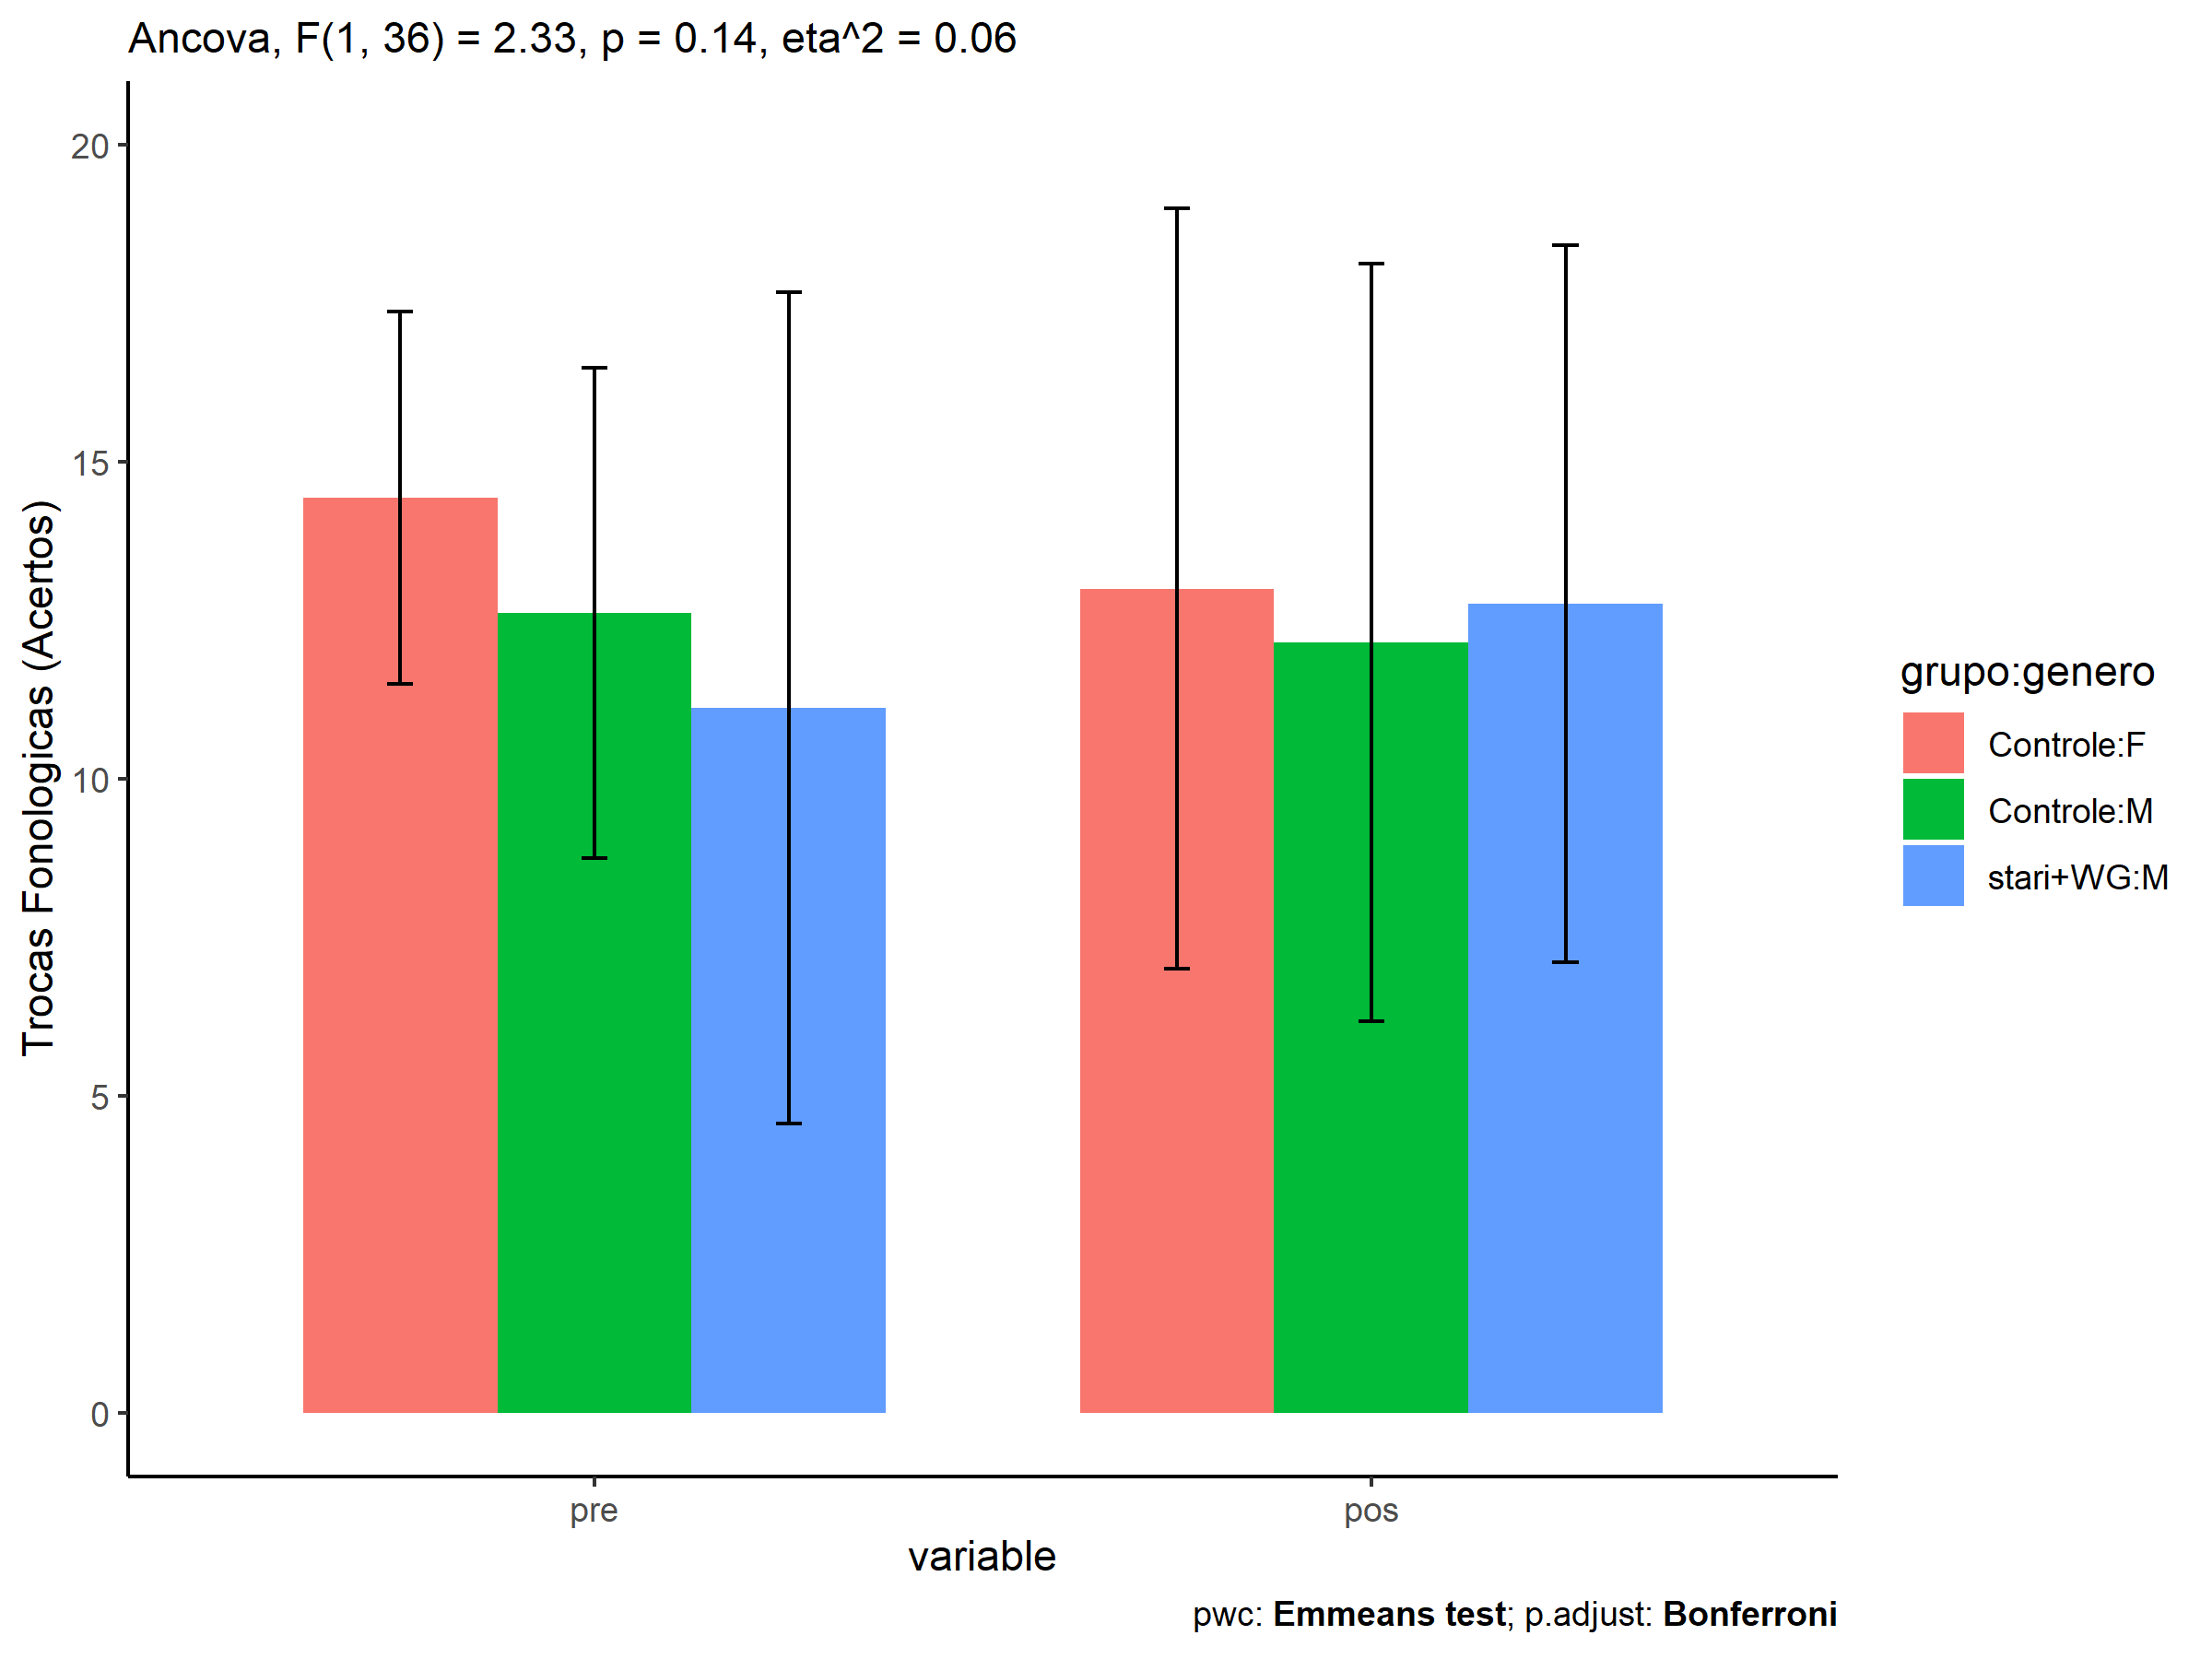 Ancova, F(1, 36) = 2.33, p = 0.14, eta^2 = 0.06
20
15
10
5
0
Trocas Fonologicas (Acertos)
pre
pos
variable
grupo:genero
Controle:F
Controle:M
stari+WG:M
pwc: Emmeans test; p.adjust: Bonferroni